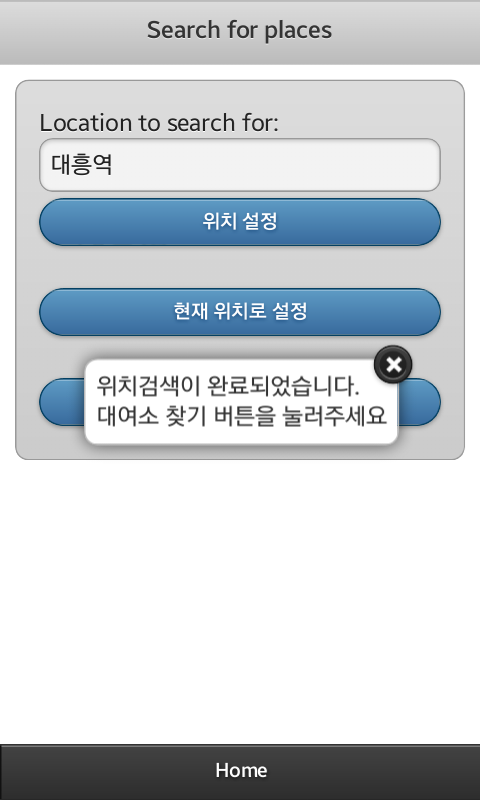 Search for places
Location to search for:
대흥역
위치 설정
현재 위치로 설정
위치검색이 완료되었습니다.
대여소 찾기 버튼을 눌러주세요
Home